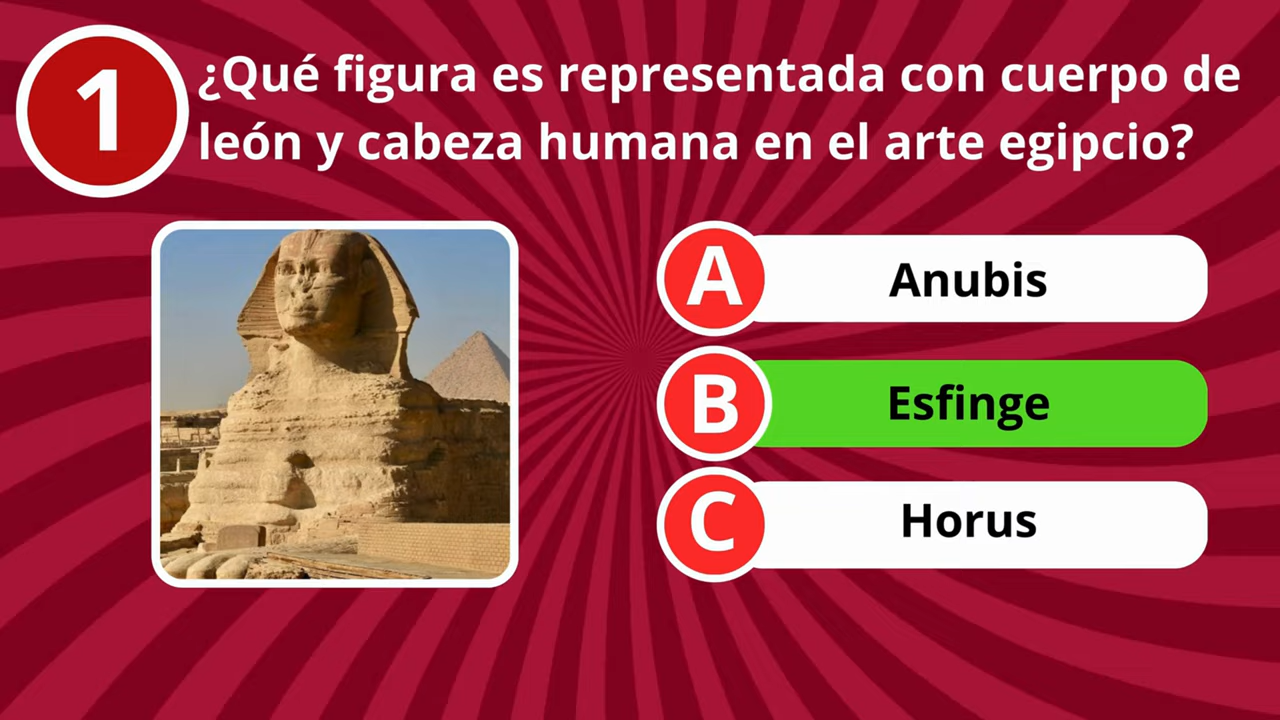 1
¿Qué figura es representada con cuerpo de
león y cabeza humana en el arte egipcio?
A
Anubis
B
Esfinge
C
Horus